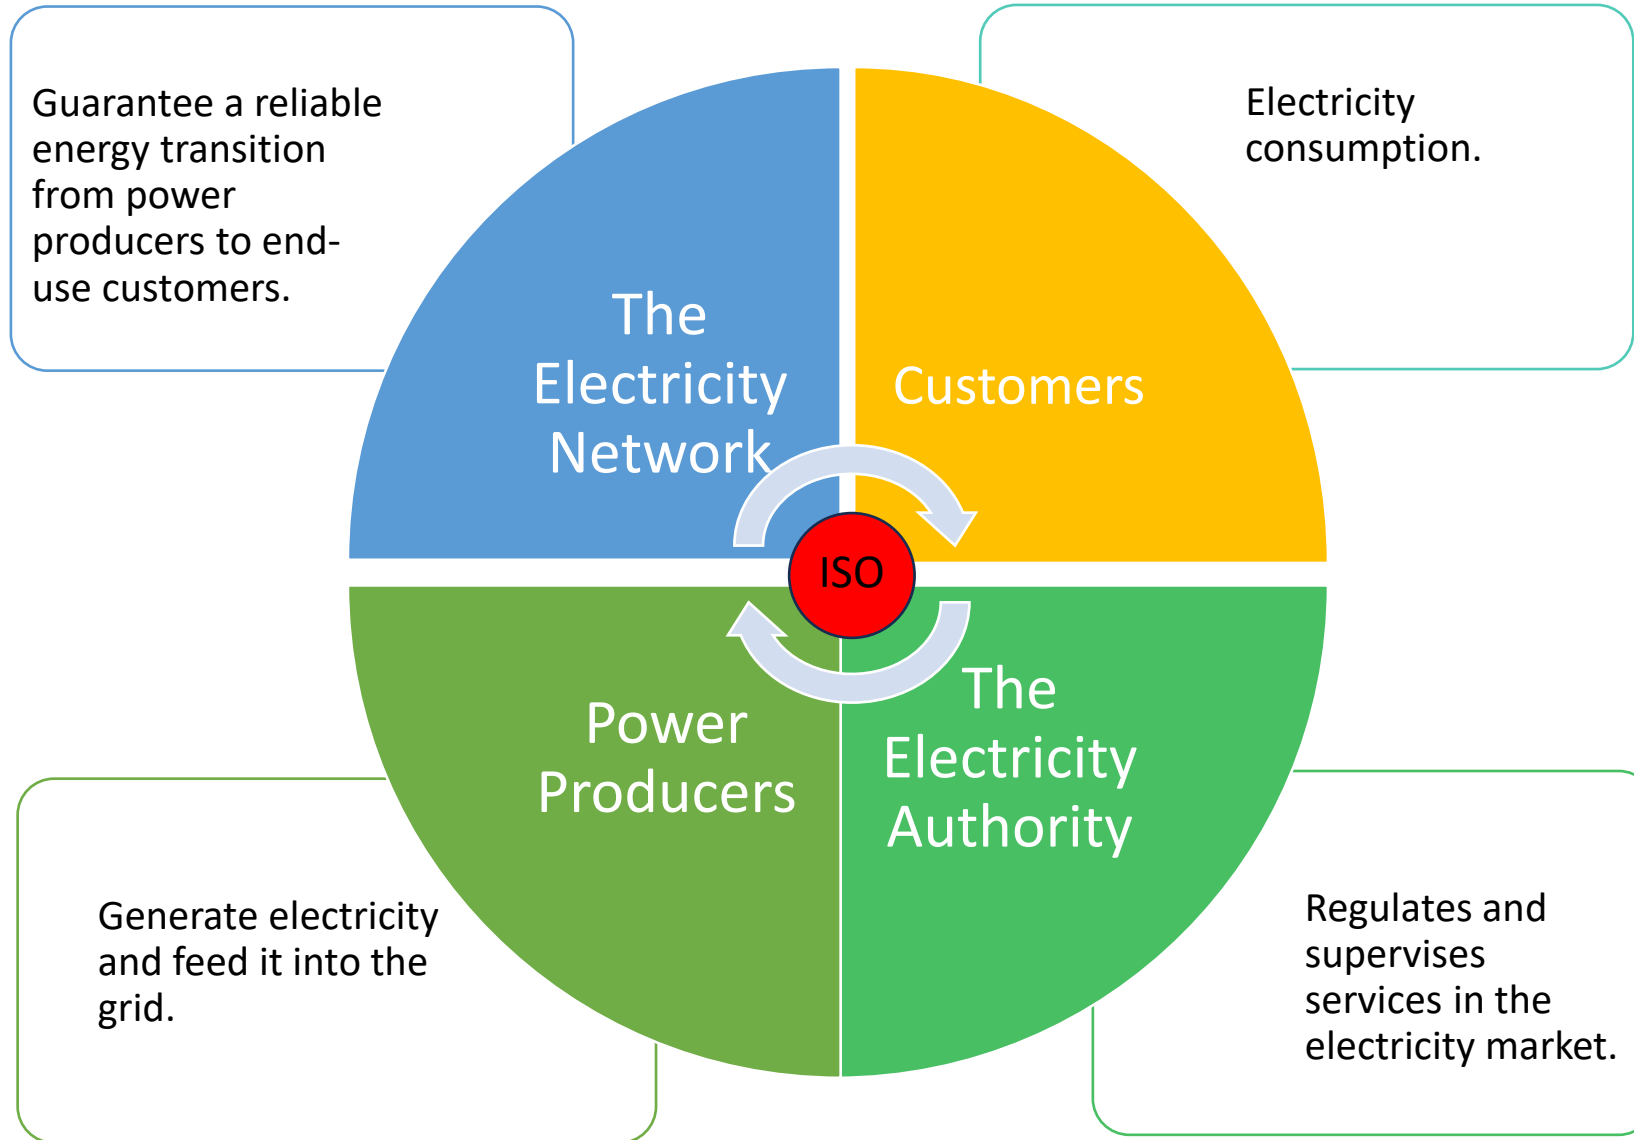 Guarantee a reliable
energy transition
from power
producers to end-
use customers.
Electricity
consumption.
The
Electricity
Network
Customers
ISO
Power
Producers
The
Electricity
Authority
Generate electricity
and feed it into the
grid.
Regulates and
supervises
services in the
electricity market.